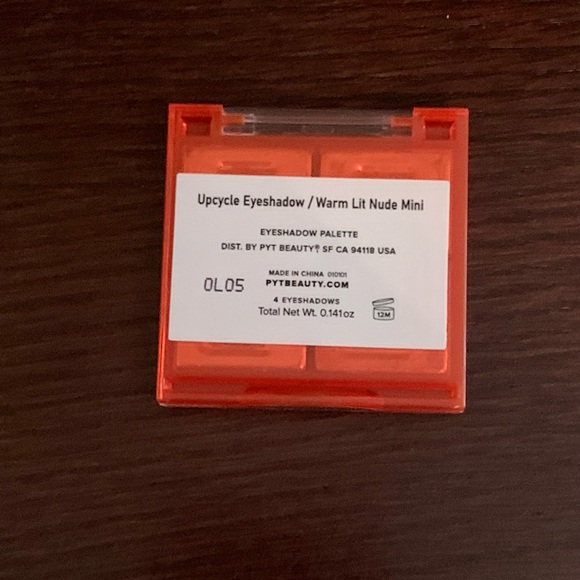 Upcycle Eyeshadow / Warm Lit Nude Mini
EYESHADOW PALETTE
DIST. BY PYT BEAUTY® SF CA 94118 USA
MADE IN CHINA 010101
PYTBEAUTY.COM
0L05
4 EYESHADOWS
Total Net Wt. 0.141oz
12M